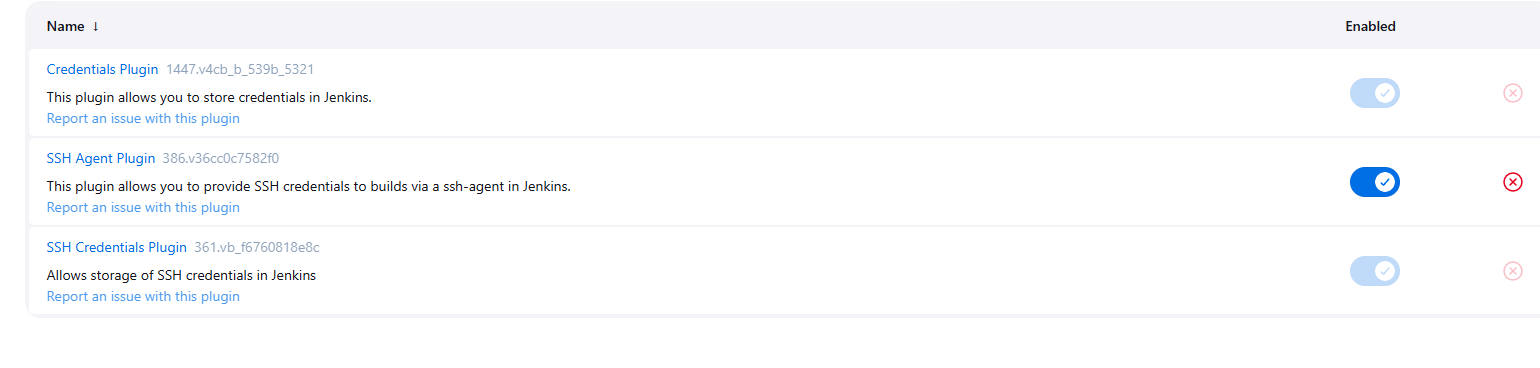 Name ↓ Enabled
Credentials Plugin 1447.v4cb_b_539b_5321
This plugin allows you to store credentials in Jenkins.
Report an issue with this plugin
SSH Agent Plugin 386.v36cc0c7582f0
This plugin allows you to provide SSH credentials to builds via a ssh-agent in Jenkins.
Report an issue with this plugin
SSH Credentials Plugin 361.vb_f6760818e8c
Allows storage of SSH credentials in Jenkins
Report an issue with this plugin